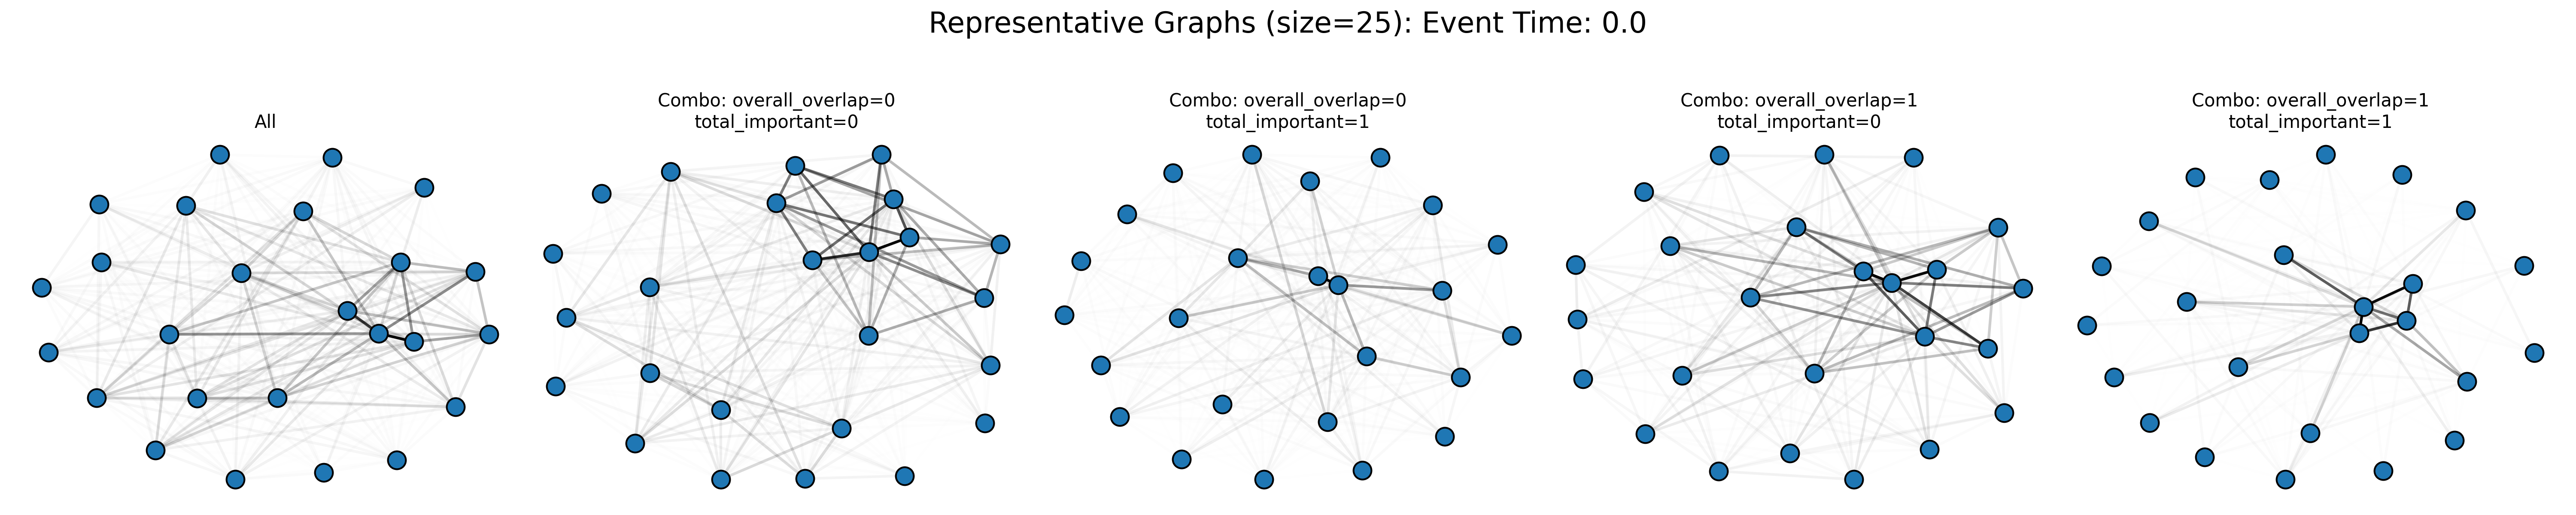 Representative Graphs (size=25): Event Time: 0.0
All
Combo: overall_overlap=0
total_important=0
Combo: overall_overlap=0
total_important=1
Combo: overall_overlap=1
total_important=0
Combo: overall_overlap=1
total_important=1